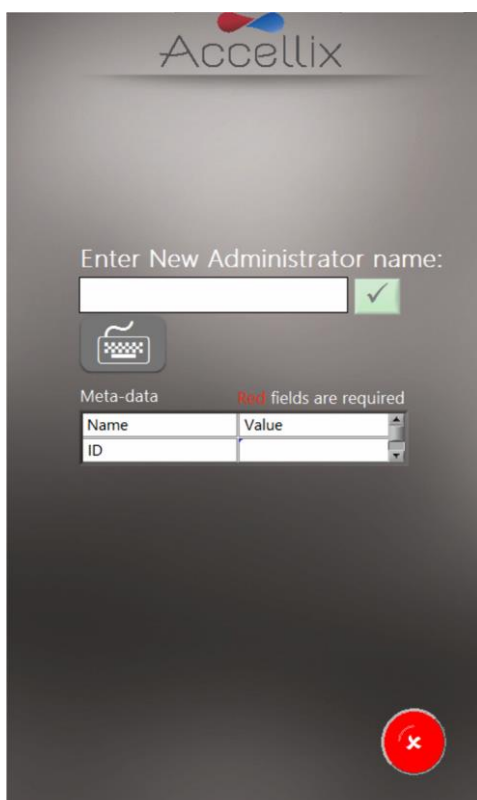 Accellix
Enter New Administrator name:
Meta-data Red fields are required
Name Value
ID